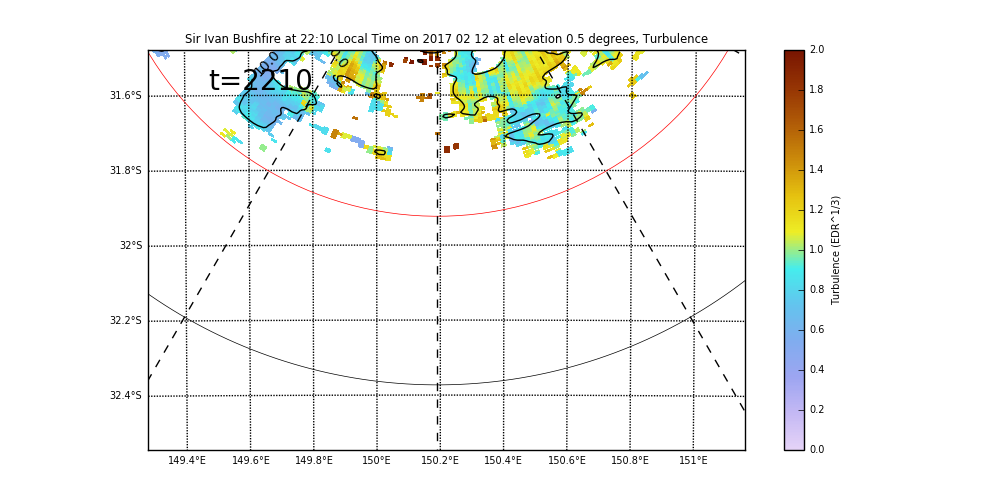 Sir Ivan Bushfire at 22:10 Local Time on 2017 02 12 at elevation 0.5 degrees, Turbulence
t=2210
31.6°S
31.8°S
32°S
32.2°S
32.4°S
149.4°E 149.6°E 149.8°E 150°E 150.2°E 150.4°E 150.6°E 150.8°E 151°E
2.0
1.8
1.6
1.4
1.2
1.0
0.8
0.6
0.4
0.2
0.0
Turbulence (EDR^1/3)